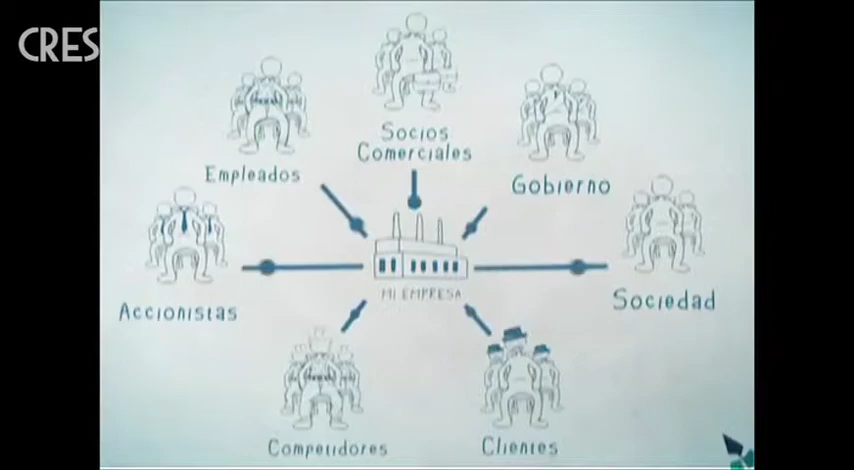 CRES
Socios
Comerciales
Empleados
Gobierno
Accionistas
MI EMPRESA
Sociedad
Competidores
Clientes